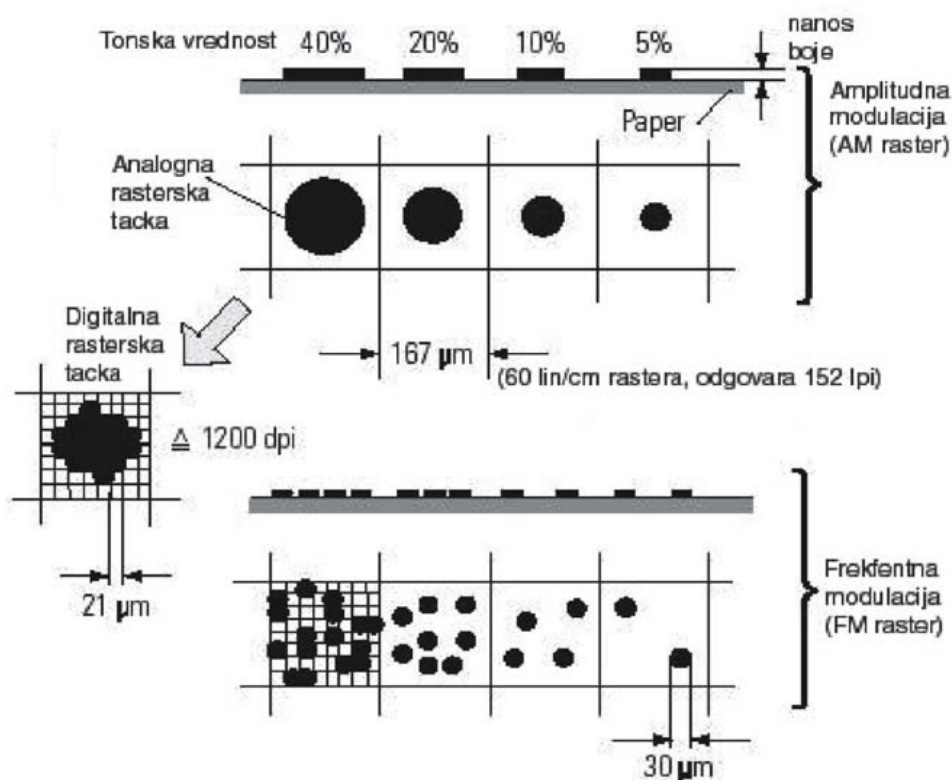 Tonska vrednost 40% 20% 10% 5%
nanos
boje
Paper
Amplitudna
modulacija
(AM raster)
Analogna
rasterska
tacka
Digitalna
rasterska
tacka
167 µm
(60 lin/cm rastera, odgovara 152 lpi)
≙ 1200 dpi
21 µm
Frekfentna
modulacija
(FM raster)
30 µm